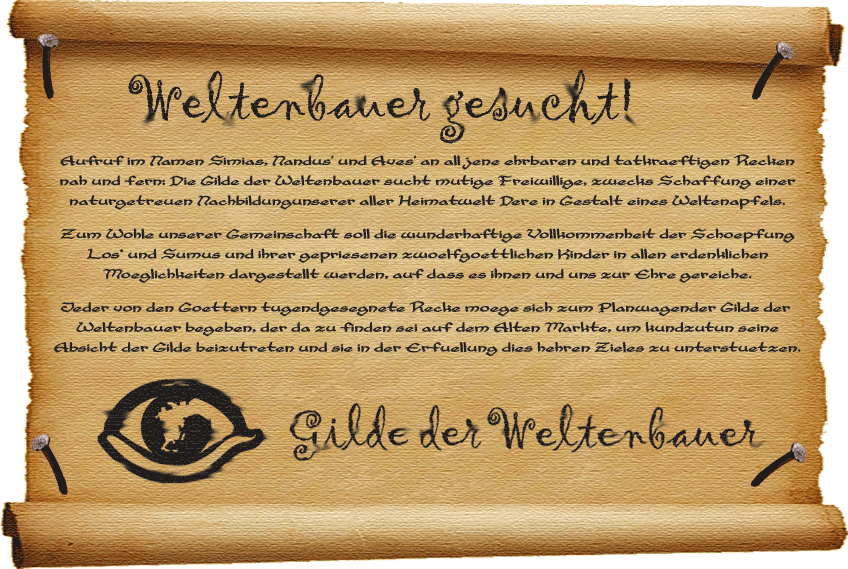 Weltenbauer gesucht!
Aufruf im Namen Simias, Nandus' und Aves' an all jene ehrbaren und tatkraeftigen Recken
nah und fern: Die Gilde der Weltenbauer sucht mutige Freiwillige, zwecks Schaffung einer
naturgetreuen Nachbildungunserer aller Heimatwelt Dere in Gestalt eines Weltenapfels.
Zum Wohle unserer Gemeinschaft soll die wunderhaftige Vollkommenheit der Schoepfung
Los' und Sumus und ihrer gepriesenen zwoelfgoettlichen Kinder in allen erdenklichen
Moeglichkeiten dargestellt werden, auf dass es ihnen und uns zur Ehre gereiche.
Jeder von den Goettern tugendgesegnete Recke moege sich zum Planwagender Gilde der
Weltenbauer begeben, der da zu finden sei auf dem Alten Markte, um kundzutun seine
Absicht der Gilde beizutreten und sie in der Erfuellung dies hehren Zieles zu unterstuetzen.
Gilde der Weltenbauer